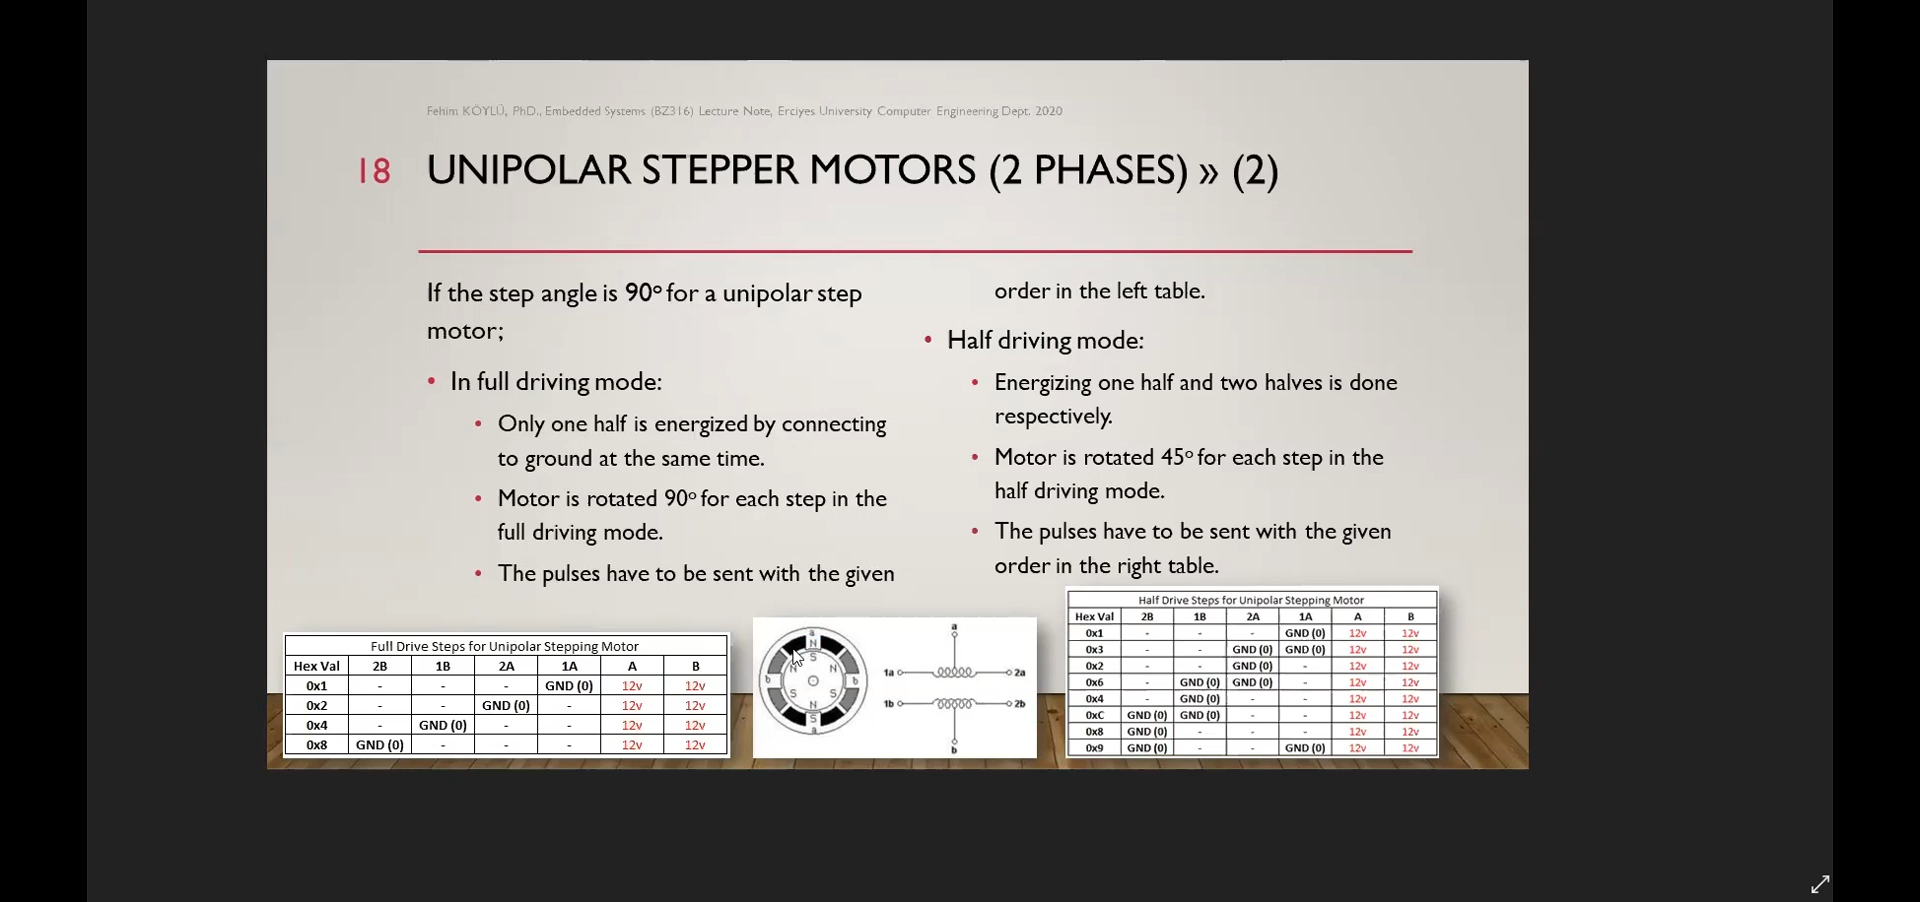 Fehim KÖYLÜ, PhD., Embedded Systems (BZ316) Lecture Note, Erciyes University Computer Engineering Dept. 2020
18 UNIPOLAR STEPPER MOTORS (2 PHASES) » (2)
If the step angle is 90° for a unipolar step
motor;
• In full driving mode:
• Only one half is energized by connecting
to ground at the same time.
• Motor is rotated 90° for each step in the
full driving mode.
• The pulses have to be sent with the given
order in the left table.
• Half driving mode:
• Energizing one half and two halves is done
respectively.
• Motor is rotated 45° for each step in the
half driving mode.
• The pulses have to be sent with the given
order in the right table.
Full Drive Steps for Unipolar Stepping Motor
Hex Val 2B 1B 2A 1A A B
0x1 - - - GND (0) 12v 12v
0x2 - - GND (0) - 12v 12v
0x4 - GND (0) - - 12v 12v
0x8 GND (0) - - - 12v 12v
a
N
S
N N
b b
S S
N
S
a
a
1a 2a
1b 2b
b
Half Drive Steps for Unipolar Stepping Motor
Hex Val 2B 1B 2A 1A A B
0x1 - - - GND (0) 12v 12v
0x3 - - GND (0) GND (0) 12v 12v
0x2 - - GND (0) - 12v 12v
0x6 - GND (0) GND (0) - 12v 12v
0x4 - GND (0) - - 12v 12v
0xC GND (0) GND (0) - - 12v 12v
0x8 GND (0) - - - 12v 12v
0x9 GND (0) - - GND (0) 12v 12v